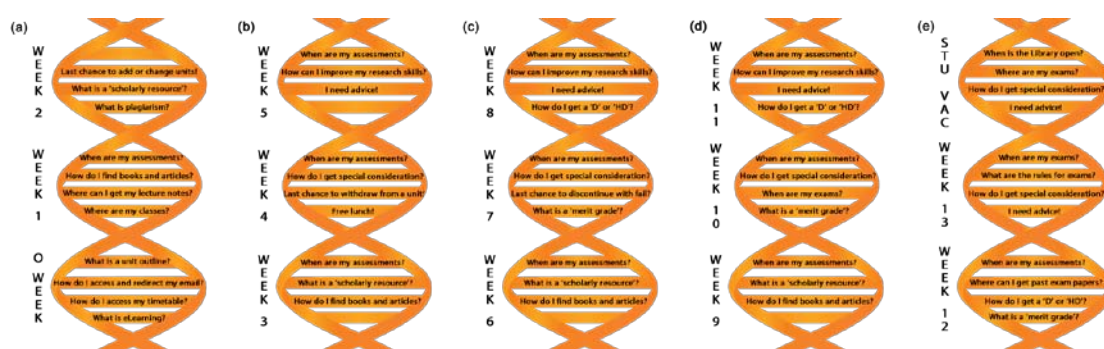 (a)
WEEK 2
Last chance to add or change units!
What is a 'scholarly resource'?
What is plagiarism?
WEEK 1
When are my assessments?
How do I find books and articles?
Where can I get my lecture notes?
Where are my classes?
O WEEK
What is a unit outline?
How do I access and redirect my email?
How do I access my timetable?
What is eLearning?
(b)
WEEK 5
When are my assessments?
How can I improve my research skills?
I need advice!
WEEK 4
When are my assessments?
How do I get special consideration?
Last chance to withdraw from a unit!
Free lunch!
WEEK 3
When are my assessments?
What is a 'scholarly resource'?
How do I find books and articles?
(c)
WEEK 8
When are my assessments?
How can I improve my research skills?
I need advice!
How do I get a 'D' or 'HD'?
WEEK 7
When are my assessments?
How do I get special consideration?
Last chance to discontinue with fail?
What is a 'merit grade'?
WEEK 6
When are my assessments?
What is a 'scholarly resource'?
How do I find books and articles?
(d)
WEEK 11
When are my assessments?
How can I improve my research skills?
I need advice!
How do I get a 'D' or 'HD'?
WEEK 10
When are my assessments?
How do I get special consideration?
When are my exams?
What is a 'merit grade'?
WEEK 9
When are my assessments?
What is a 'scholarly resource'?
How do I find books and articles?
(e)
STU VAC
When is the Library open?
Where are my exams?
How do I get special consideration?
I need advice!
WEEK 13
When are my exams?
What are the rules for exams?
How do I get special consideration?
I need advice!
WEEK 12
When are my assessments?
Where can I get past exam papers?
How do I get a 'D' or 'HD'?
What is a 'merit grade'?